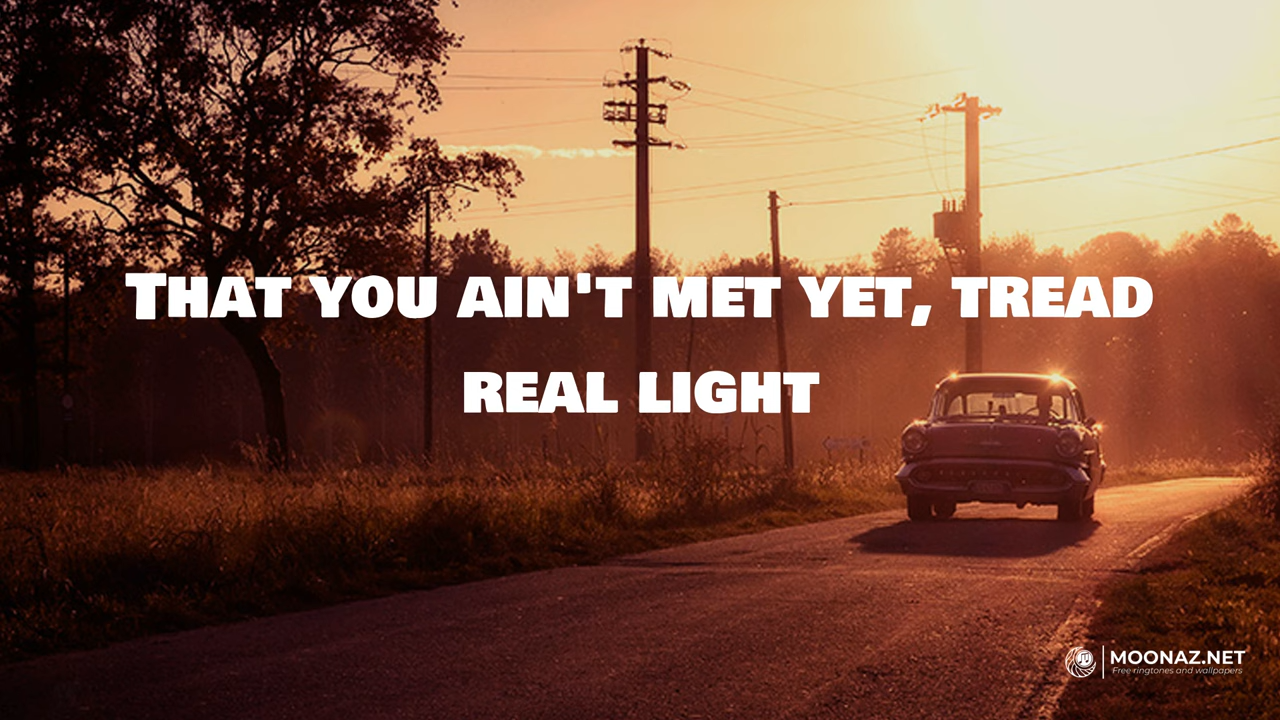 That you ain't met yet, tread
real light
MOONAZ.NET
Free ringtones and wallpapers